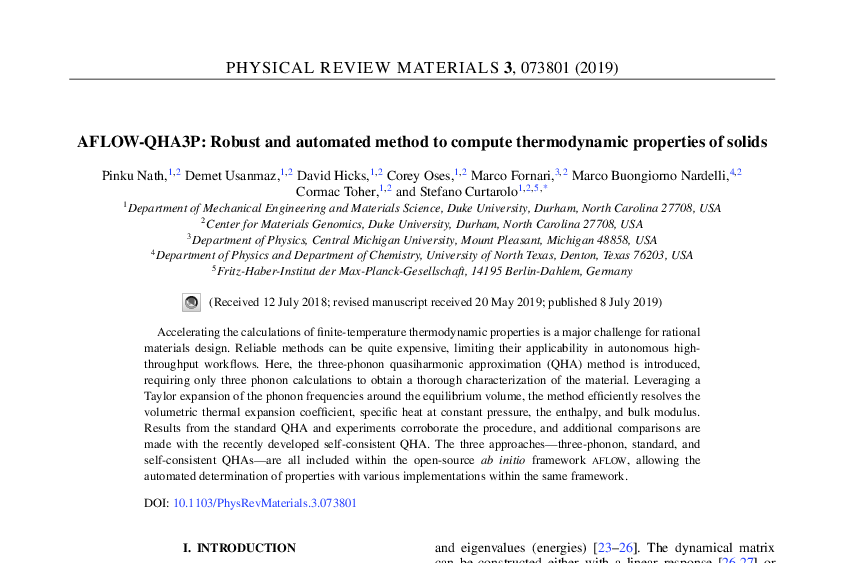 PHYSICAL REVIEW MATERIALS 3, 073801 (2019)
AFLOW-QHA3P: Robust and automated method to compute thermodynamic properties of solids
Pinku Nath,1,2 Demet Usanmaz,1,2 David Hicks,1,2 Corey Oses,1,2 Marco Fornari,3,2 Marco Buongiorno Nardelli,4,2
Cormac Toher,1,2 and Stefano Curtarolo1,2,5,*
1Department of Mechanical Engineering and Materials Science, Duke University, Durham, North Carolina 27708, USA
2Center for Materials Genomics, Duke University, Durham, North Carolina 27708, USA
3Department of Physics, Central Michigan University, Mount Pleasant, Michigan 48858, USA
4Department of Physics and Department of Chemistry, University of North Texas, Denton, Texas 76203, USA
5Fritz-Haber-Institut der Max-Planck-Gesellschaft, 14195 Berlin-Dahlem, Germany
(Received 12 July 2018; revised manuscript received 20 May 2019; published 8 July 2019)
Accelerating the calculations of finite-temperature thermodynamic properties is a major challenge for rational
materials design. Reliable methods can be quite expensive, limiting their applicability in autonomous high-
throughput workflows. Here, the three-phonon quasiharmonic approximation (QHA) method is introduced,
requiring only three phonon calculations to obtain a thorough characterization of the material. Leveraging a
Taylor expansion of the phonon frequencies around the equilibrium volume, the method efficiently resolves the
volumetric thermal expansion coefficient, specific heat at constant pressure, the enthalpy, and bulk modulus.
Results from the standard QHA and experiments corroborate the procedure, and additional comparisons are
made with the recently developed self-consistent QHA. The three approaches—three-phonon, standard, and
self-consistent QHAs—are all included within the open-source ab initio framework AFLOW, allowing the
automated determination of properties with various implementations within the same framework.
DOI: 10.1103/PhysRevMaterials.3.073801
I. INTRODUCTION
and eigenvalues (energies) [23–26]. The dynamical matrix
can be constructed either with a linear response [26,27] or